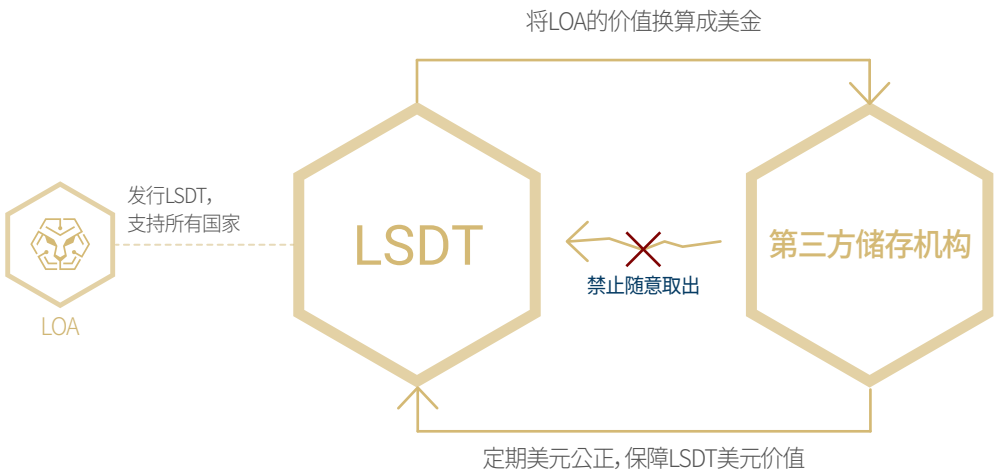 将LOA的价值换算成美金
发行LSDT,
支持所有国家
LSDT
第三方储存机构
禁止随意取出
LOA
定期美元公正, 保障LSDT美元价值